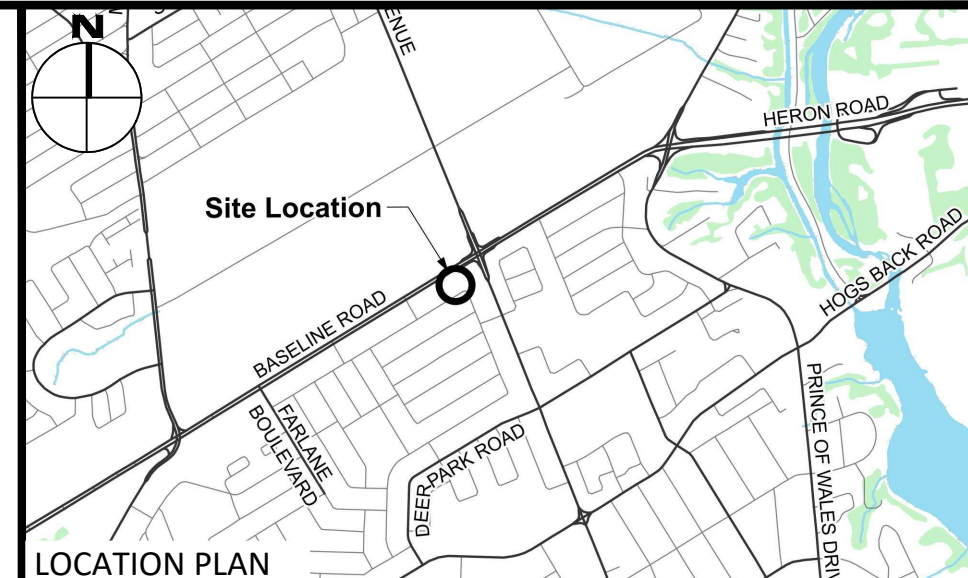 N
ENUE
HERON ROAD
Site Location
HOGS BACK ROAD
BASELINE ROAD
FARLANE
BOULEVARD
PRINCE OF WALES DRIV
DEER PARK ROAD
LOCATION PLAN